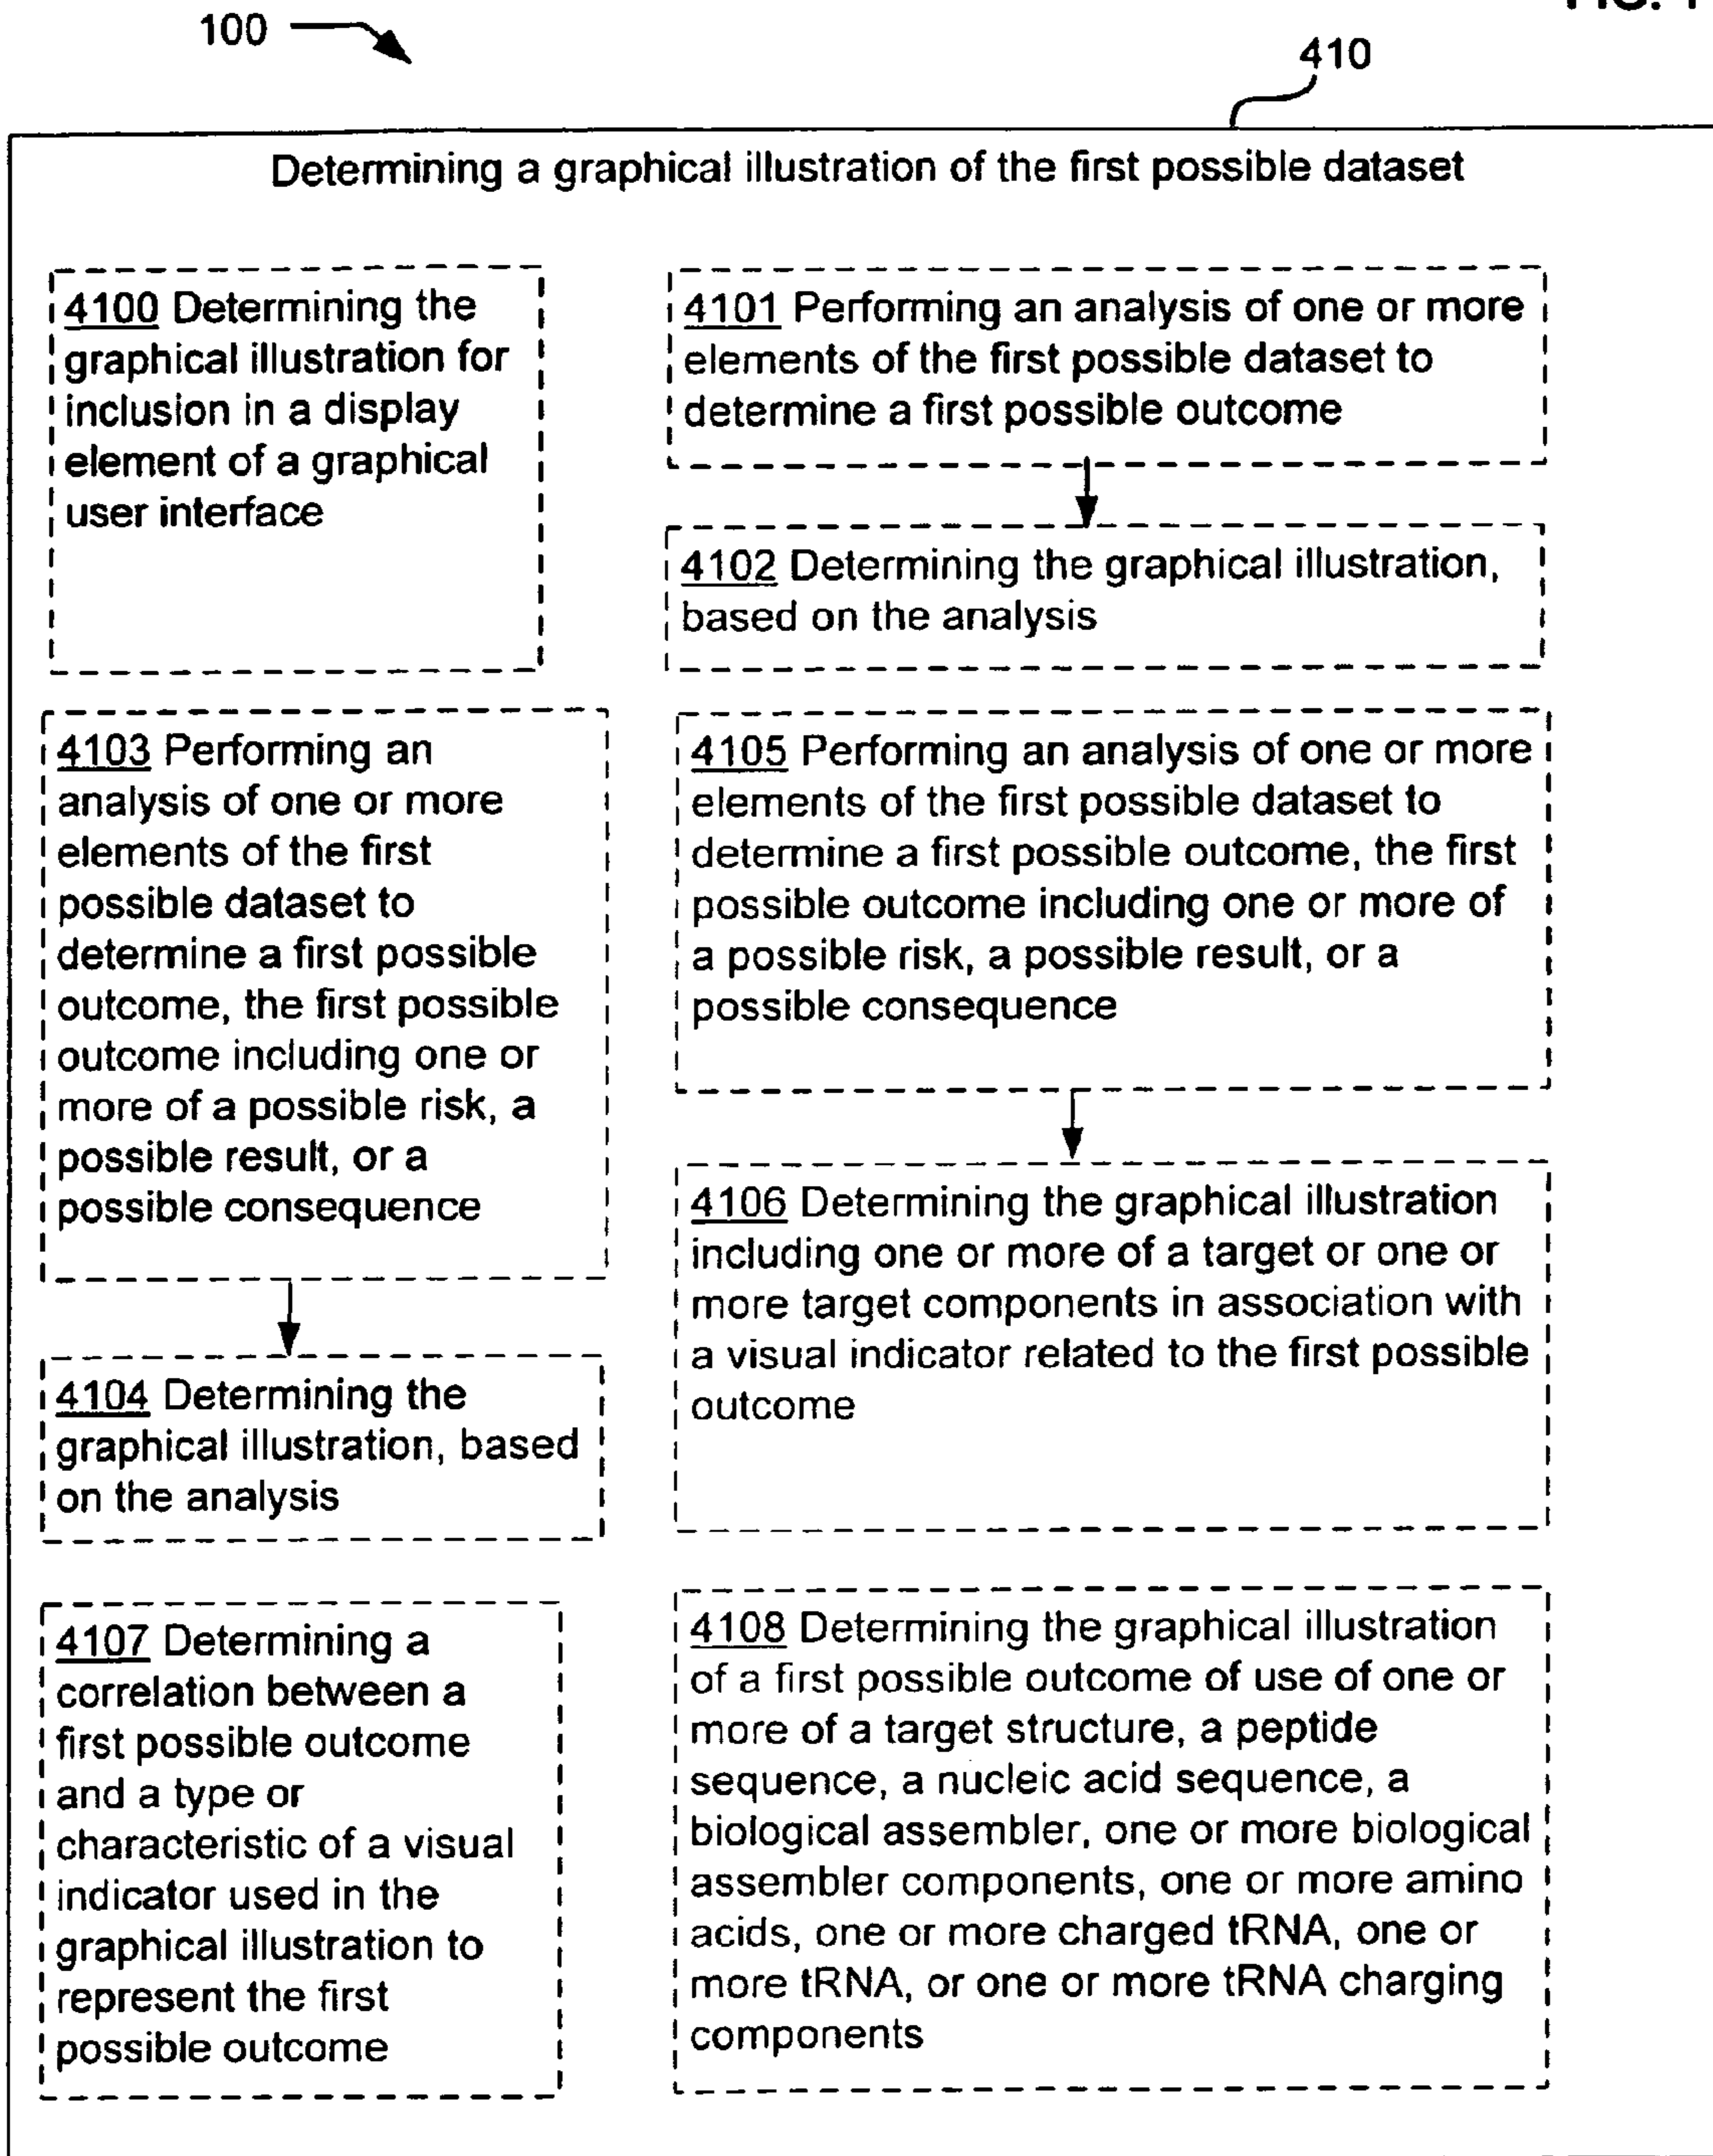 100
410
Determining a graphical illustration of the first possible dataset
4100 Determining the
graphical illustration for
inclusion in a display
element of a graphical
user interface
4101 Performing an analysis of one or more
elements of the first possible dataset to
determine a first possible outcome
4102 Determining the graphical illustration,
based on the analysis
4103 Performing an
analysis of one or more
elements of the first
possible dataset to
determine a first possible
outcome, the first possible
outcome including one or
more of a possible risk, a
possible result, or a
possible consequence
4104 Determining the
graphical illustration, based
on the analysis
4105 Performing an analysis of one or more
elements of the first possible dataset to
determine a first possible outcome, the first
possible outcome including one or more of
a possible risk, a possible result, or a
possible consequence
4106 Determining the graphical illustration
including one or more of a target or one or
more target components in association with
a visual indicator related to the first possible
outcome
4107 Determining a
correlation between a
first possible outcome
and a type or
characteristic of a visual
indicator used in the
graphical illustration to
represent the first
possible outcome
4108 Determining the graphical illustration
of a first possible outcome of use of one or
more of a target structure, a peptide
sequence, a nucleic acid sequence, a
biological assembler, one or more biological
assembler components, one or more amino
acids, one or more charged tRNA, one or
more tRNA, or one or more tRNA charging
components